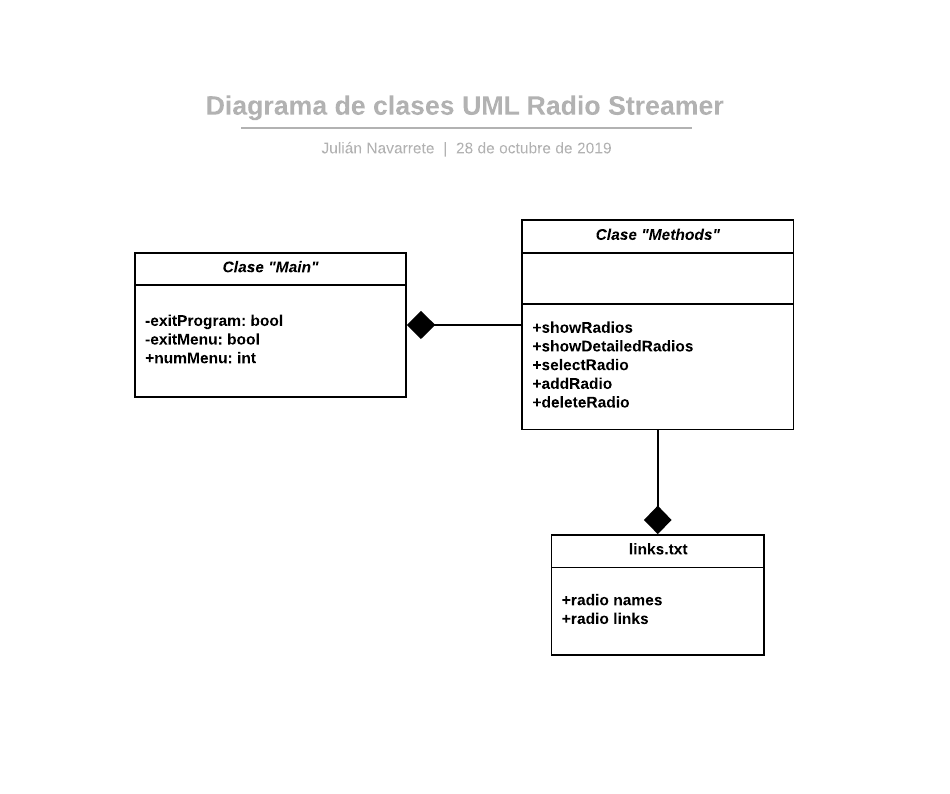 Diagrama de clases UML Radio Streamer
Julián Navarrete | 28 de octubre de 2019
Clase "Main"
-exitProgram: bool
-exitMenu: bool
+numMenu: int
Clase "Methods"
+showRadios
+showDetailedRadios
+selectRadio
+addRadio
+deleteRadio
links.txt
+radio names
+radio links